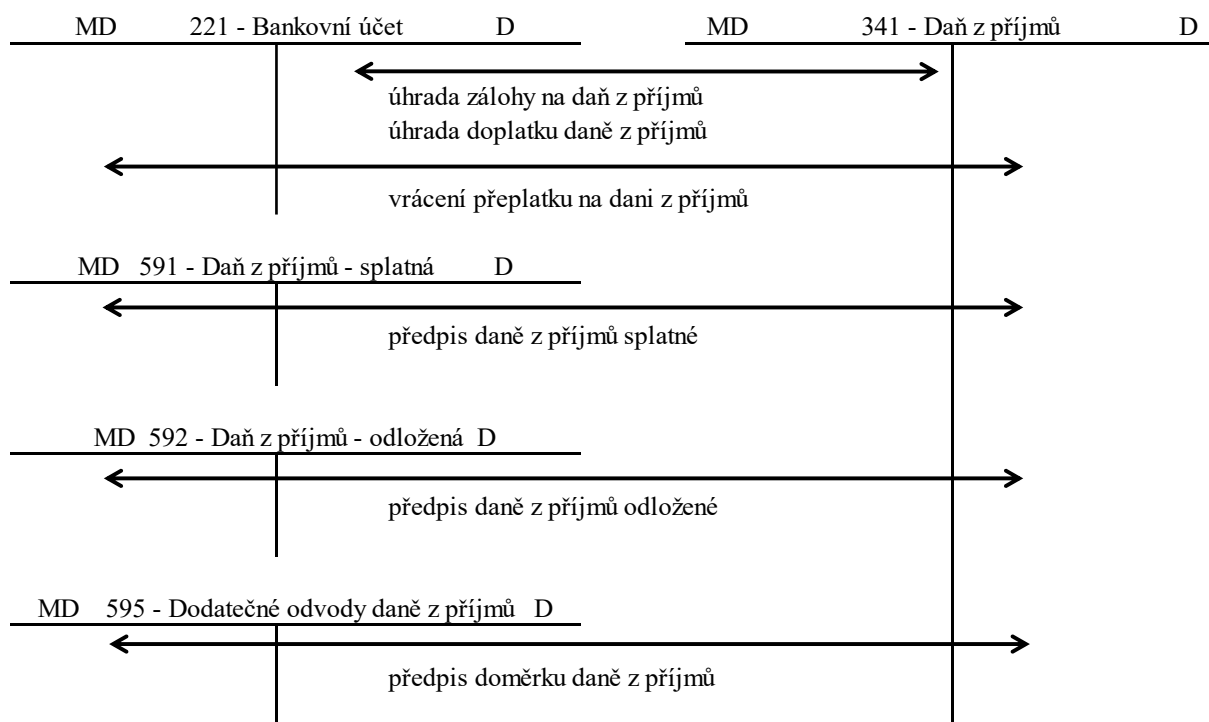 MD 221 - Bankovní účet D MD 341 - Daň z příjmů D
úhrada zálohy na daň z příjmů
úhrada doplatku daně z příjmů
vrácení přeplatku na dani z příjmů
MD 591 - Daň z příjmů - splatná D
předpis daně z příjmů splatné
MD 592 - Daň z příjmů - odložená D
předpis daně z příjmů odložené
MD 595 - Dodatečné odvody daně z příjmů D
předpis doměrku daně z příjmů